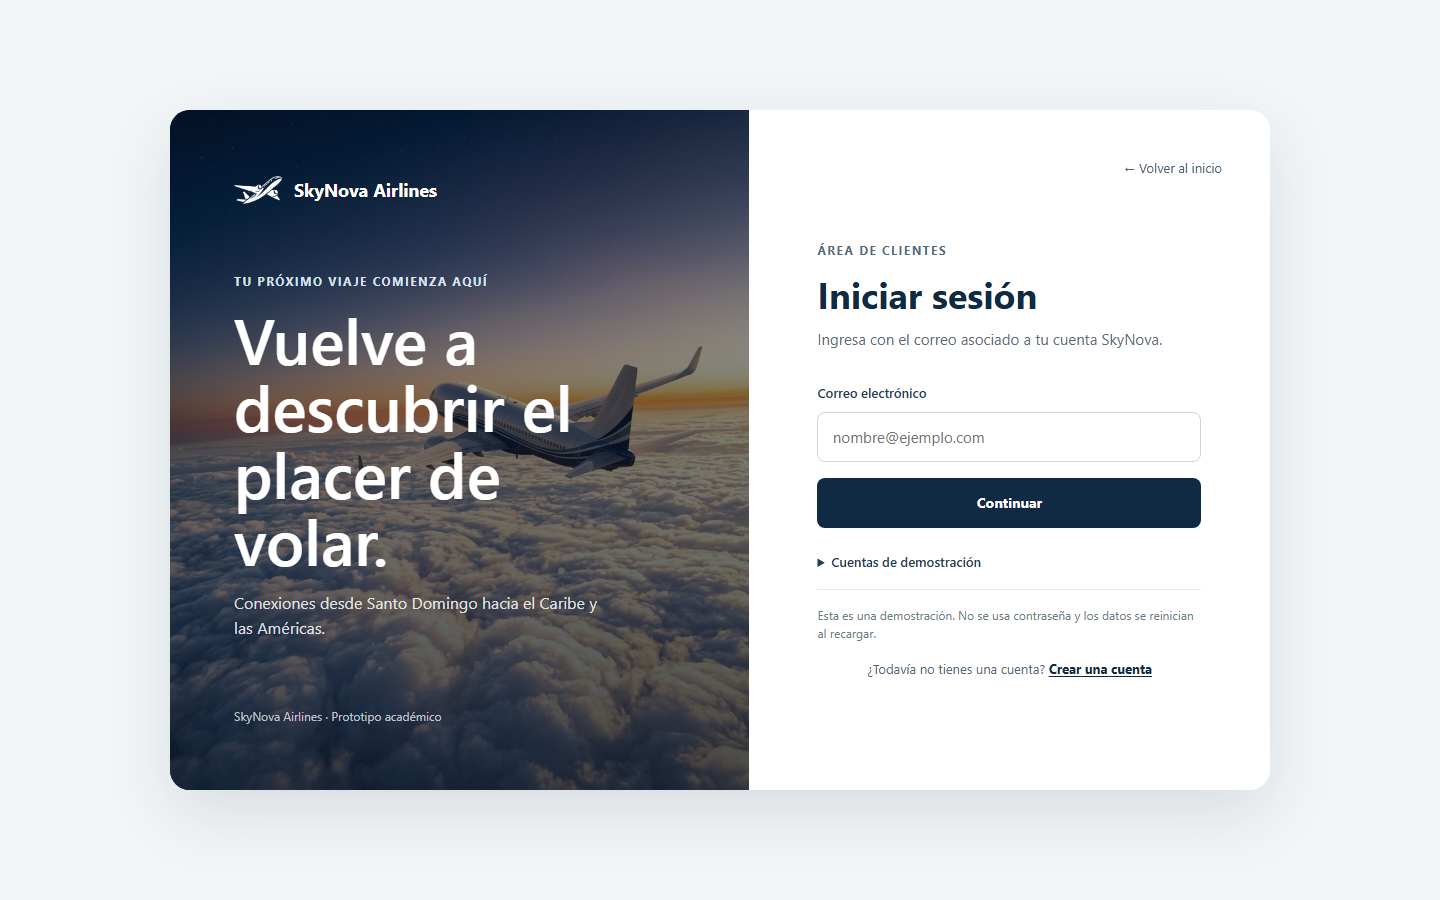 SkyNova Airlines
TU PRÓXIMO VIAJE COMIENZA AQUÍ
Vuelve a
descubrir el
placer de
volar.
Conexiones desde Santo Domingo hacia el Caribe y
las Américas.
SkyNova Airlines · Prototipo académico
← Volver al inicio
ÁREA DE CLIENTES
Iniciar sesión
Ingresa con el correo asociado a tu cuenta SkyNova.
Correo electrónico
nombre@ejemplo.com
Continuar
▶ Cuentas de demostración
Esta es una demostración. No se usa contraseña y los datos se reinician
al recargar.
¿Todavía no tienes una cuenta? Crear una cuenta